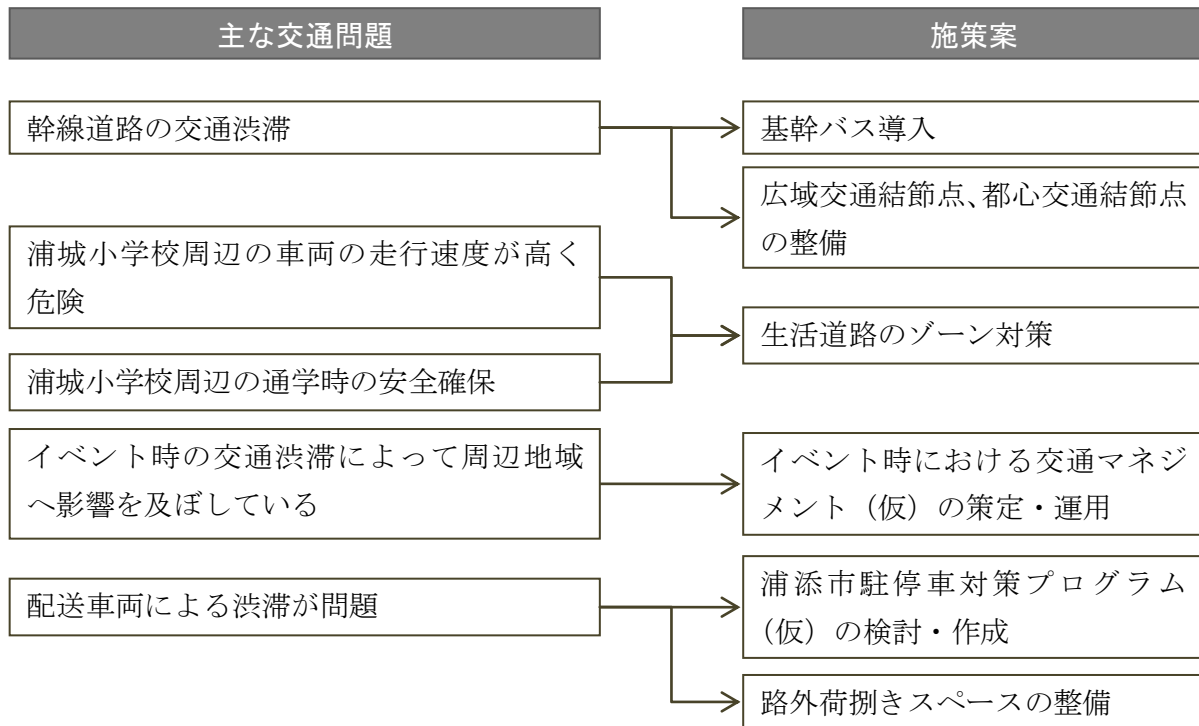 主な交通問題
施策案
幹線道路の交通渋滞
基幹バス導入
広域交通結節点、都心交通結節点
の整備
浦城小学校周辺の車両の走行速度が高く
危険
生活道路のゾーン対策
浦城小学校周辺の通学時の安全確保
イベント時の交通渋滞によって周辺地域
へ影響を及ぼしている
イベント時における交通マネジ
メント（仮）の策定・運用
配送車両による渋滞が問題
浦添市駐停車対策プログラム
（仮）の検討・作成
路外荷捌きスペースの整備